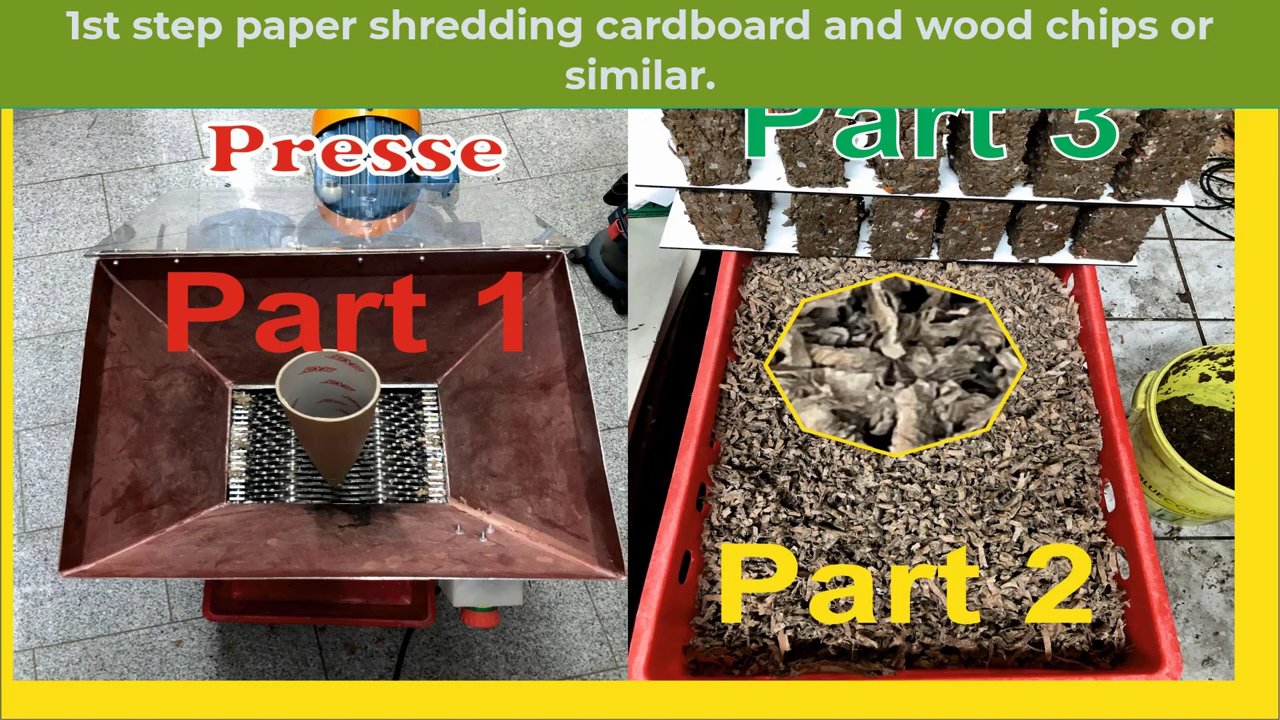 1st step paper shredding cardboard and wood chips or
similar.
Presse
Part 1
Part 3
Part 2